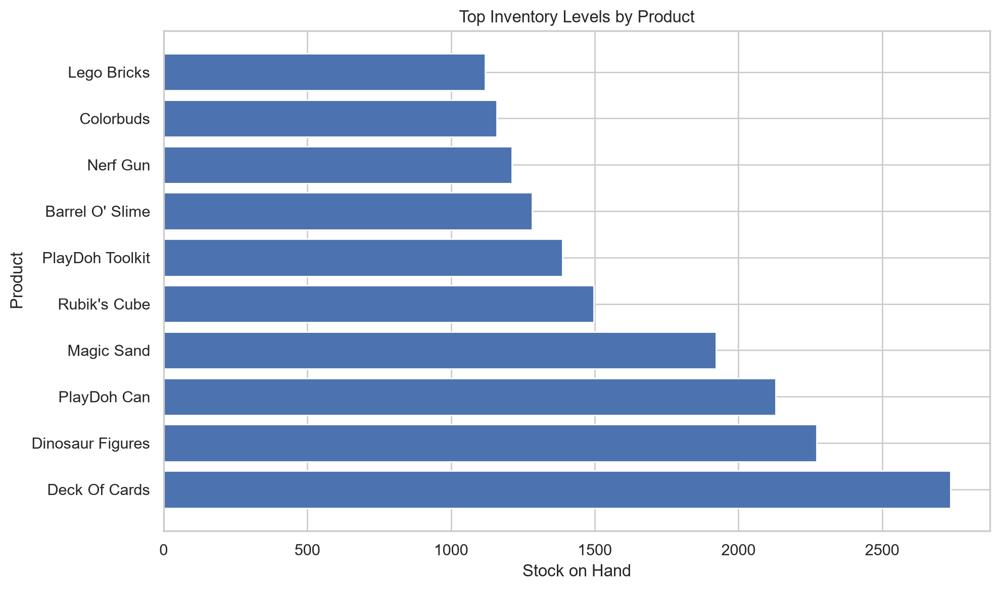 Top Inventory Levels by Product
Product
Lego Bricks
Colorbuds
Nerf Gun
Barrel O' Slime
PlayDoh Toolkit
Rubik's Cube
Magic Sand
PlayDoh Can
Dinosaur Figures
Deck Of Cards
0 500 1000 1500 2000 2500
Stock on Hand